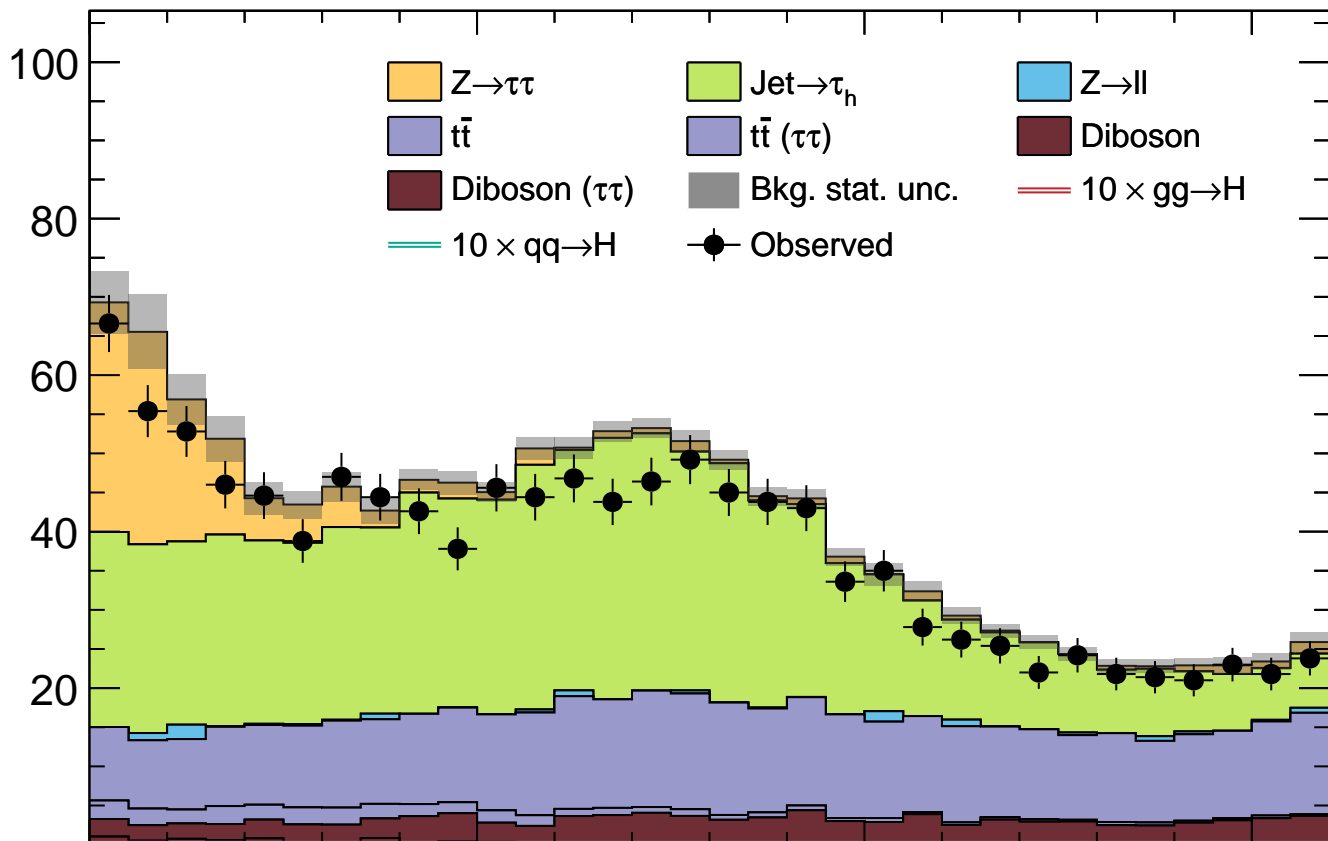 100
Z→ττ Jet→τh Z→ll
tt̄ tt̄ (ττ) Diboson
Diboson (ττ) Bkg. stat. unc. 10 × gg→H
10 × qq→H Observed
80
60
40
20